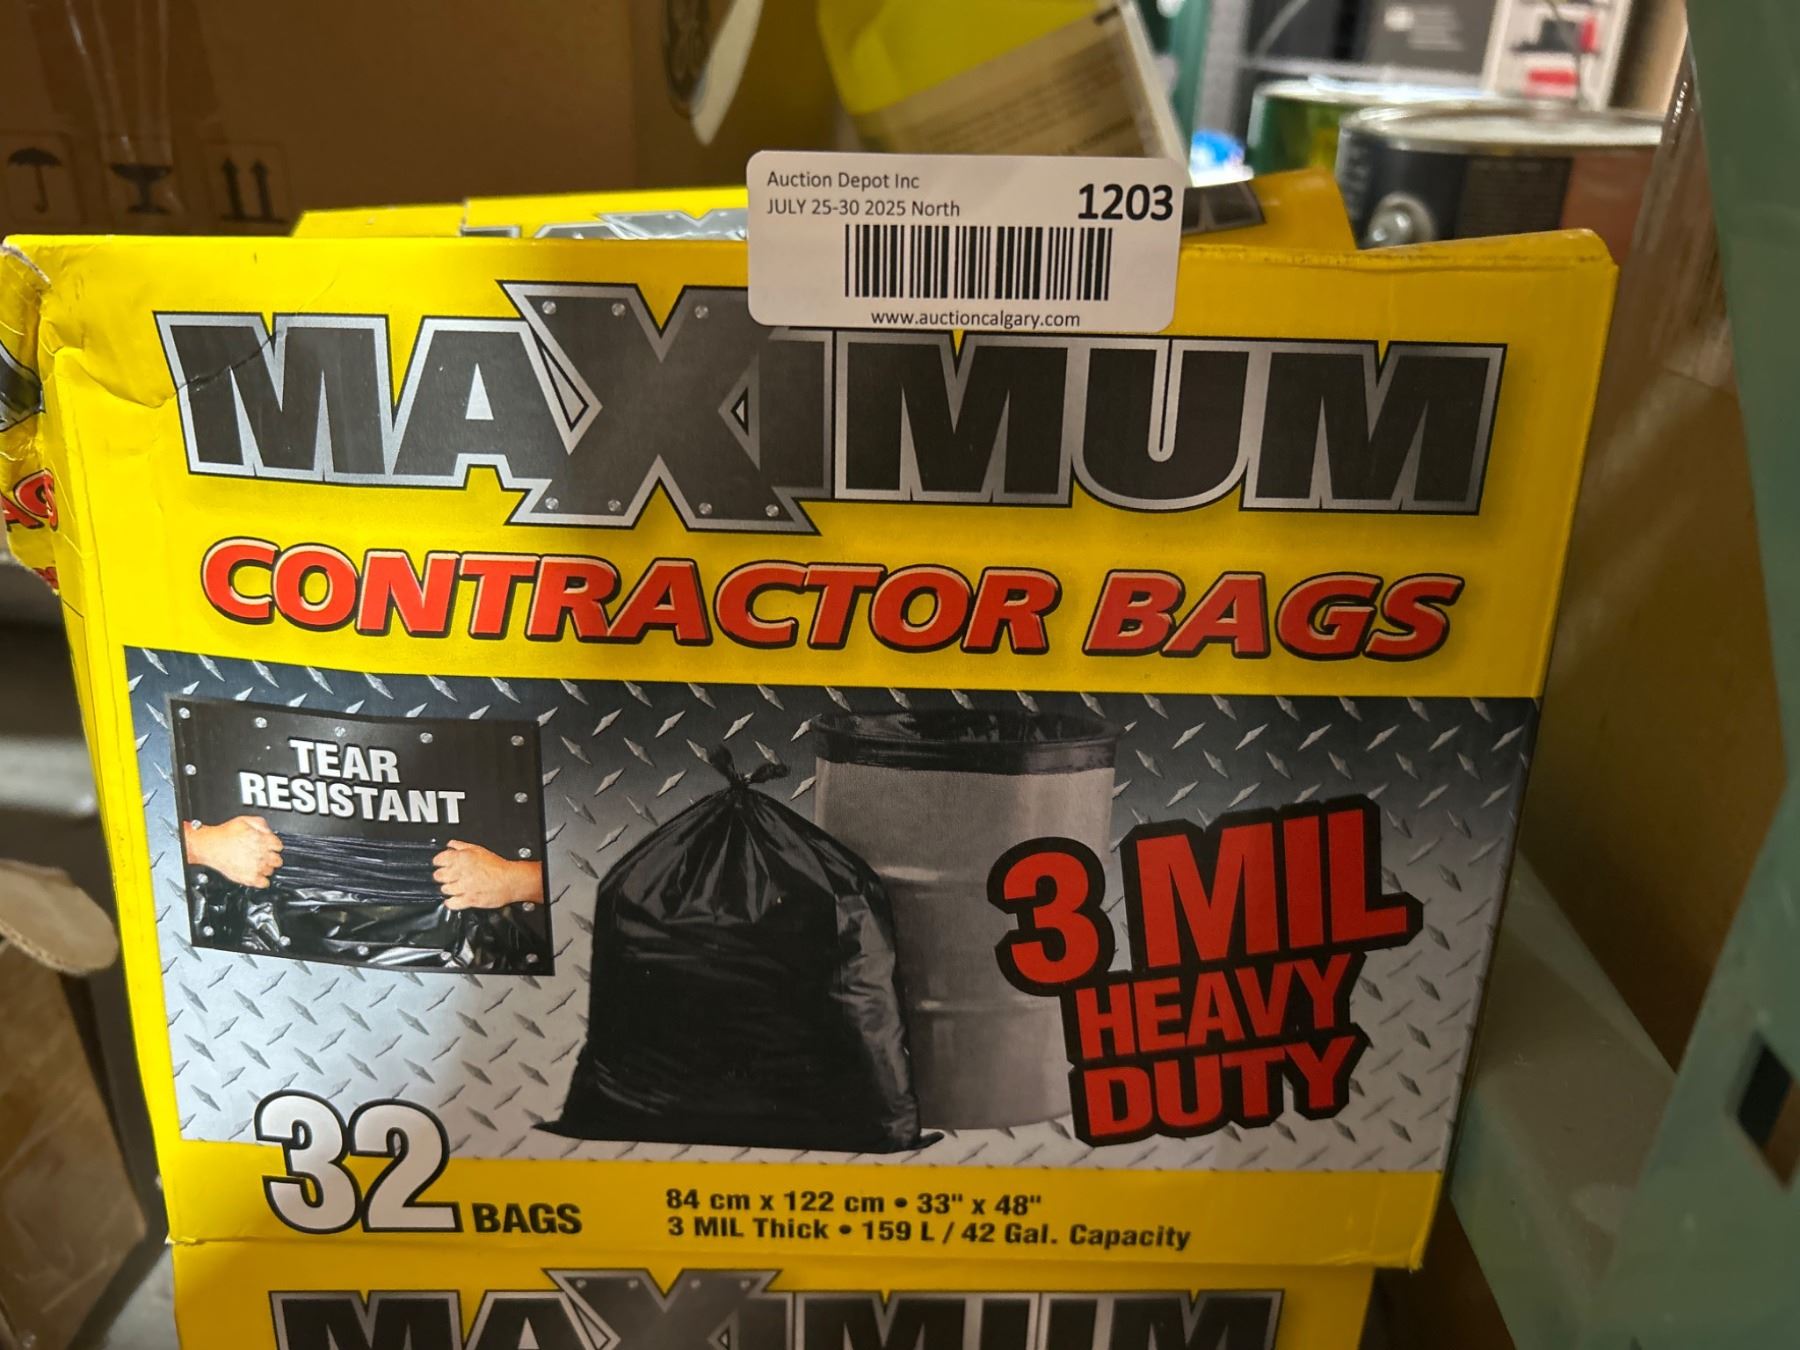 Auction Depot Inc
JULY 25-30 2025 North
1203
www.auctioncalgary.com
MAXIMUM
CONTRACTOR BAGS
TEAR
RESISTANT
3 MIL
HEAVY
DUTY
32 BAGS
84 cm x 122 cm • 33" x 48"
3 MIL Thick • 159 L / 42 Gal. Capacity
MAXIMUM